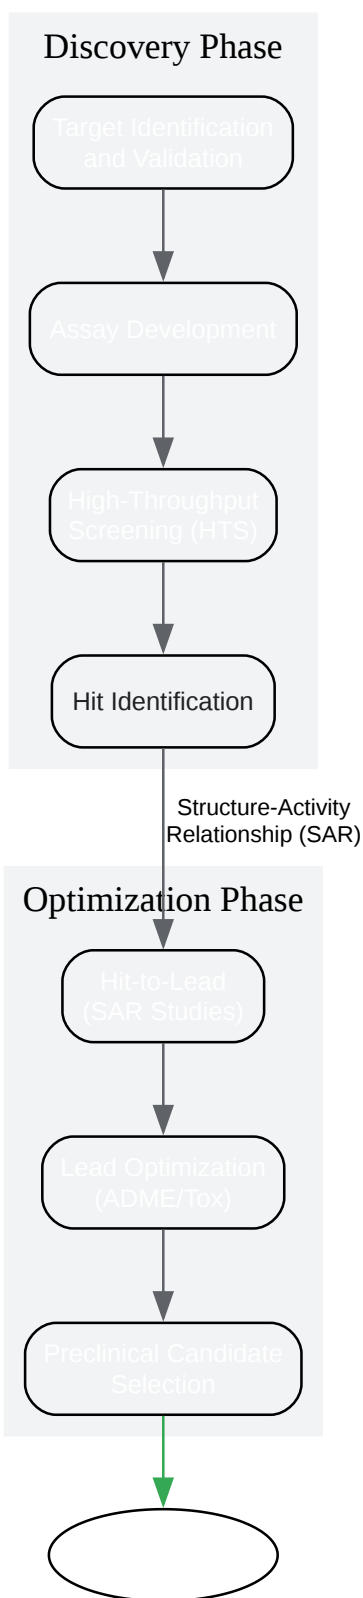 Discovery Phase
Target Identification
and Validation
Assay Development
High-Throughput
Screening (HTS)
Hit Identification
Structure-Activity
Relationship (SAR)
Optimization Phase
Hit-to-Lead
(SAR Studies)
Lead Optimization
(ADME/Tox)
Preclinical Candidate
Selection